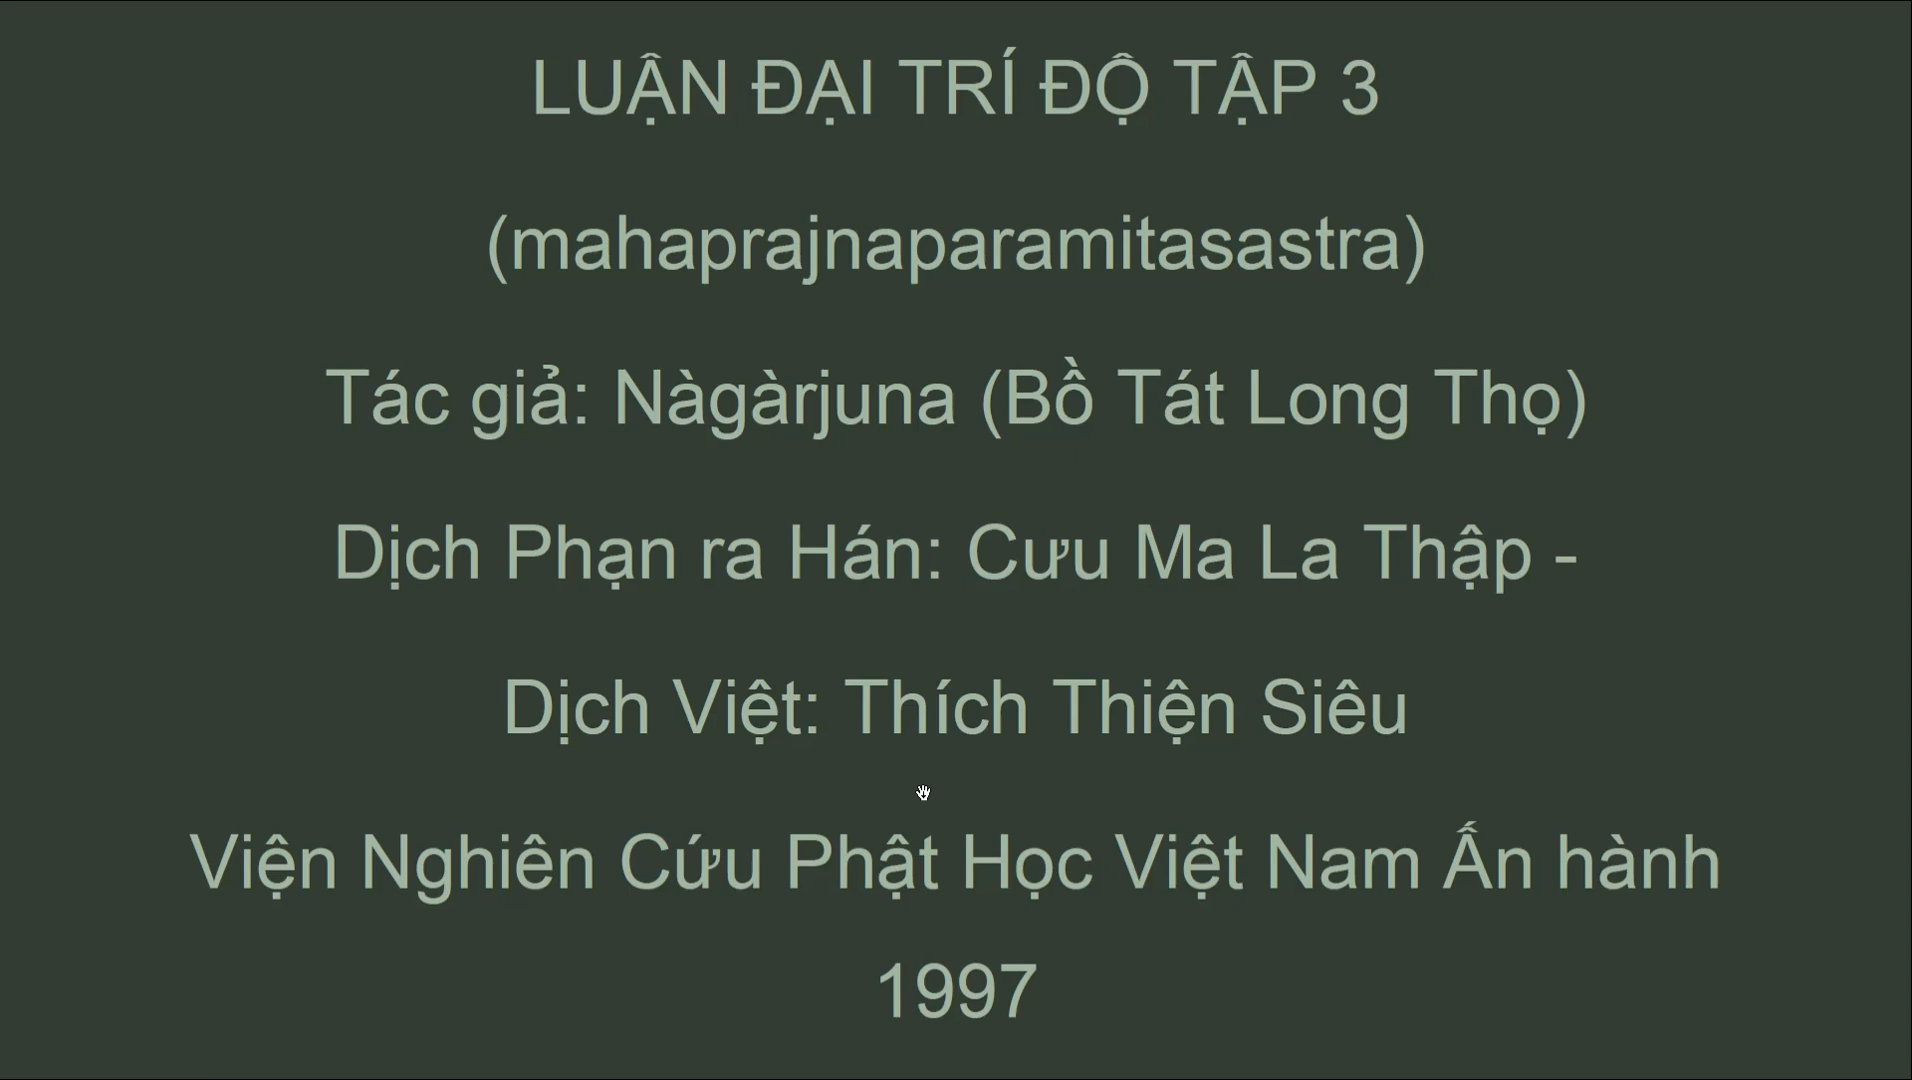 LUẬN ĐẠI TRÍ ĐỘ TẬP 3
(mahaprajnaparamitasastra)
Tác giả: Nàgàrjuna (Bồ Tát Long Thọ)
Dịch Phạn ra Hán: Cưu Ma La Thập -
Dịch Việt: Thích Thiện Siêu
Viện Nghiên Cứu Phật Học Việt Nam Ấn hành
1997